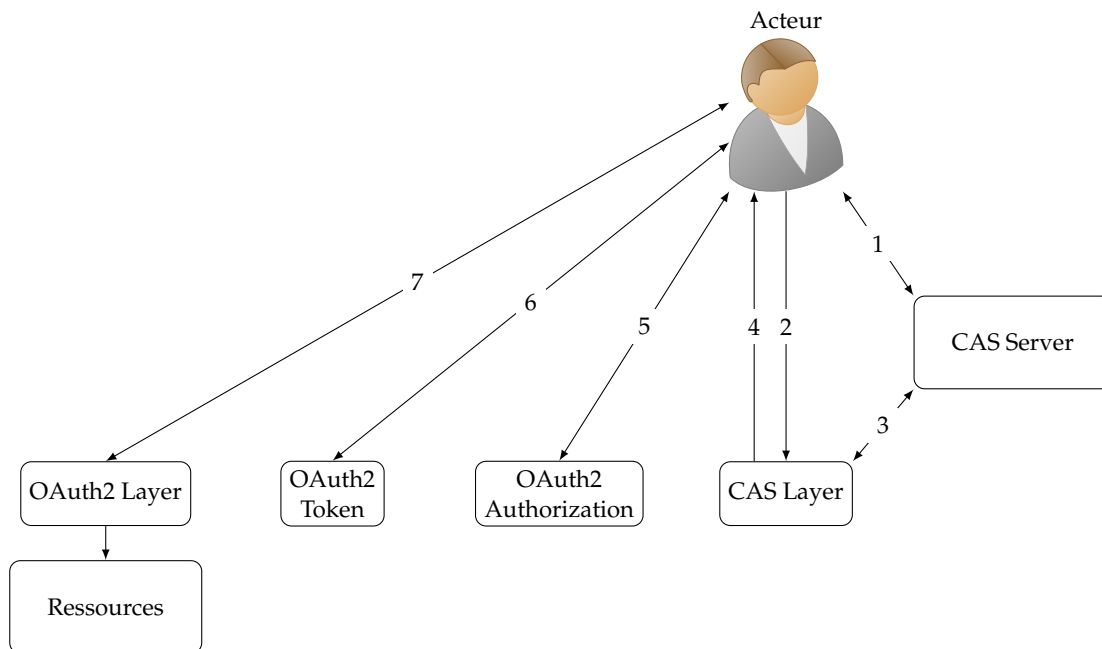 Acteur
1
7
6
5
4
2
CAS Server
3
OAuth2 Layer
OAuth2
Token
OAuth2
Authorization
CAS Layer
Ressources